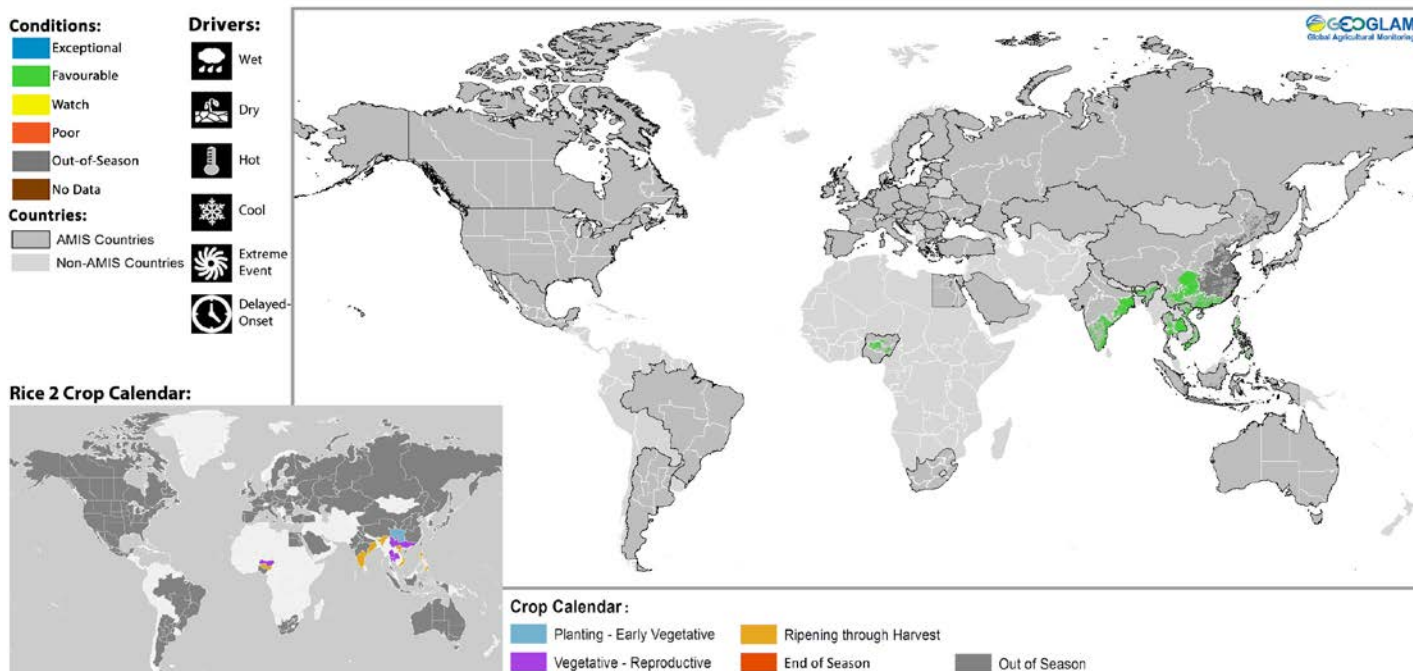 Conditions:
Exceptional
Favourable
Watch
Poor
Out-of-Season
No Data
Countries:
AMIS Countries
Non-AMIS Countries
Drivers:
Wet
Dry
Hot
Cool
Extreme
Event
Delayed-
Onset
GEOGLAM
Global Agricultural Monitoring
Rice 2 Crop Calendar:
Crop Calendar:
Planting - Early Vegetative
Ripening through Harvest
Vegetative - Reproductive
End of Season
Out of Season